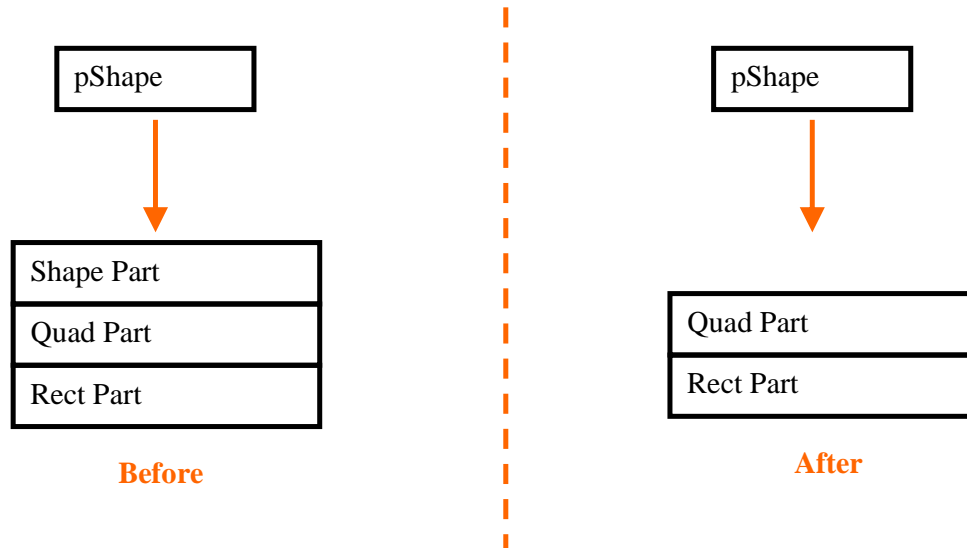 pShape
Shape Part
Quad Part
Rect Part
Before
pShape
Quad Part
Rect Part
After